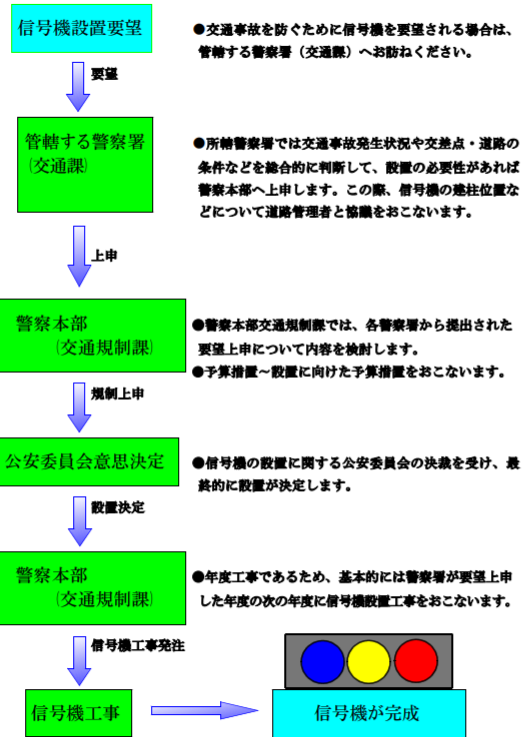 信号機設置要望
●交通事故を防ぐために信号機を要望される場合は、
管轄する警察署（交通課）へお訪ねください。
要望
管轄する警察署
(交通課)
●所轄警察署では交通事故発生状況や交差点・道路の
条件などを総合的に判断して、設置の必要性があれば
警察本部へ上申します。この際、信号機の建柱位置な
どについて道路管理者と協議をおこないます。
上申
警察本部
(交通規制課)
●警察本部交通規制課では、各警察署から提出された
要望上申について内容を検討します。
●予算措置～設置に向けた予算措置をおこないます。
規制上申
公安委員会意思決定
●信号機の設置に関する公安委員会の決裁を受け、最
終的に設置が決定します。
設置決定
警察本部
(交通規制課)
●年度工事であるため、基本的には警察署が要望上申
した年度の次の年度に信号機設置工事をおこないます。
信号機工事発注
信号機工事
信号機が完成